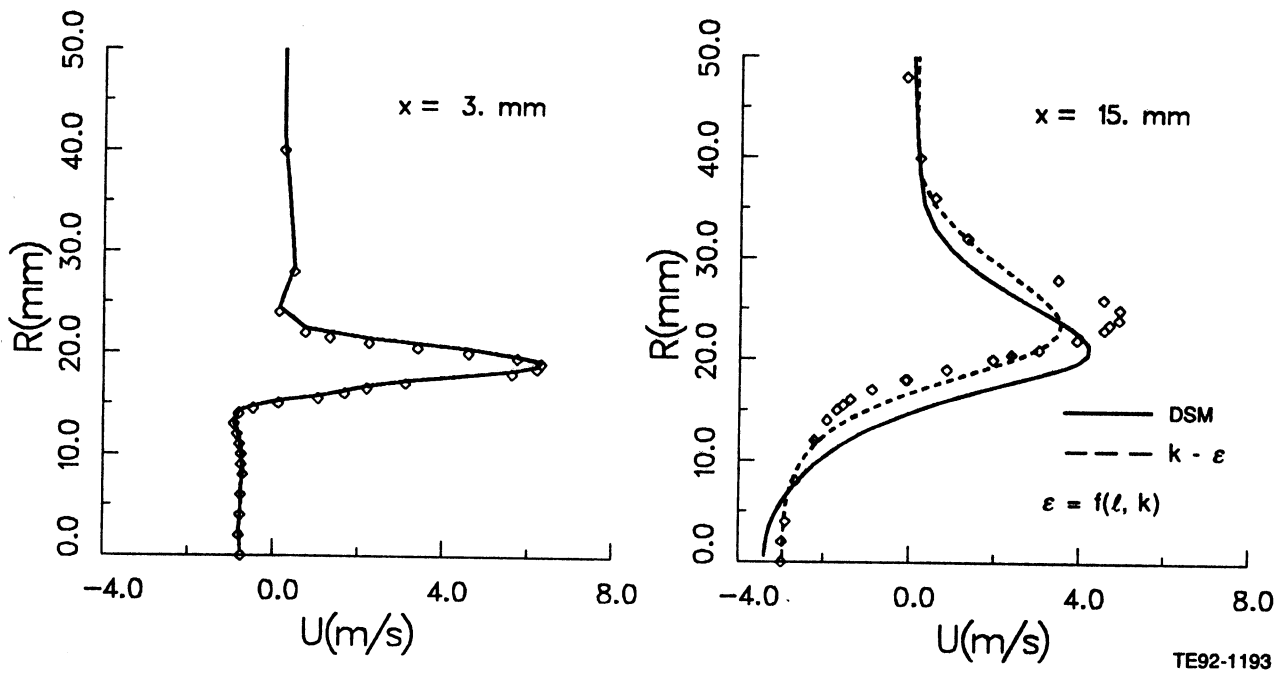 50.0
40.0
30.0
20.0
10.0
0.0
R(mm)
x = 3. mm
-4.0
0.0
4.0
8.0
U(m/s)
50.0
40.0
30.0
20.0
10.0
0.0
R(mm)
x = 15. mm
DSM
k - ε
ε = f(ℓ, k)
-4.0
0.0
4.0
8.0
U(m/s)
TE92-1193